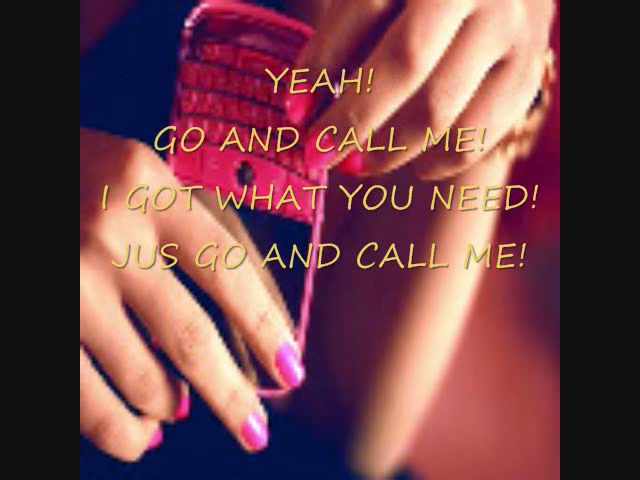 YEAH!
GO AND CALL ME!
I GOT WHAT YOU NEED!
JUS GO AND CALL ME!